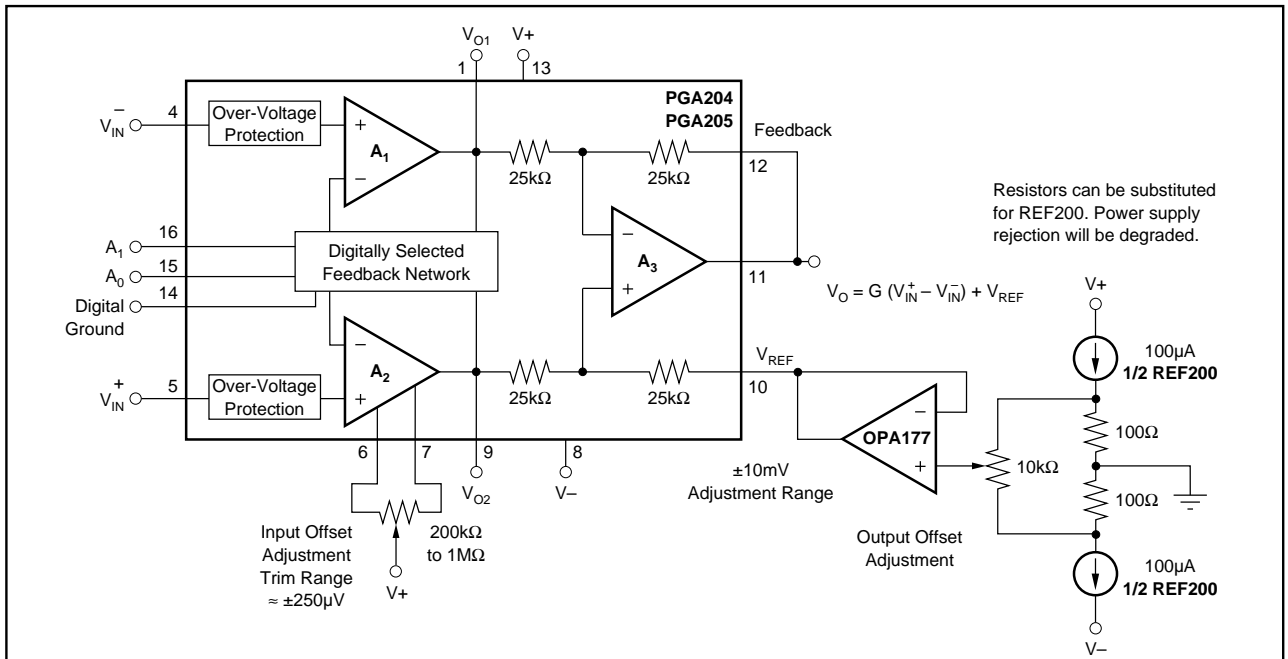 V_O1
V+
1
13
PGA204
PGA205
Feedback
12
V_IN^–
4
Over-Voltage
Protection
+
A_1
–
25kΩ
25kΩ
Resistors can be substituted
for REF200. Power supply
rejection will be degraded.
A_1
16
A_0
15
Digital
Ground
14
Digitally Selected
Feedback Network
–
A_3
+
11
V_O = G (V_IN^+ – V_IN^–) + V_REF
V+
100µA
1/2 REF200
V_IN^+
5
Over-Voltage
Protection
–
A_2
+
25kΩ
25kΩ
V_REF
10
–
OPA177
+
10kΩ
100Ω
100Ω
6
7
9
8
V_O2
V–
±10mV
Adjustment Range
Output Offset
Adjustment
Input Offset
Adjustment
Trim Range
≈ ±250µV
200kΩ
to 1MΩ
V+
100µA
1/2 REF200
V–